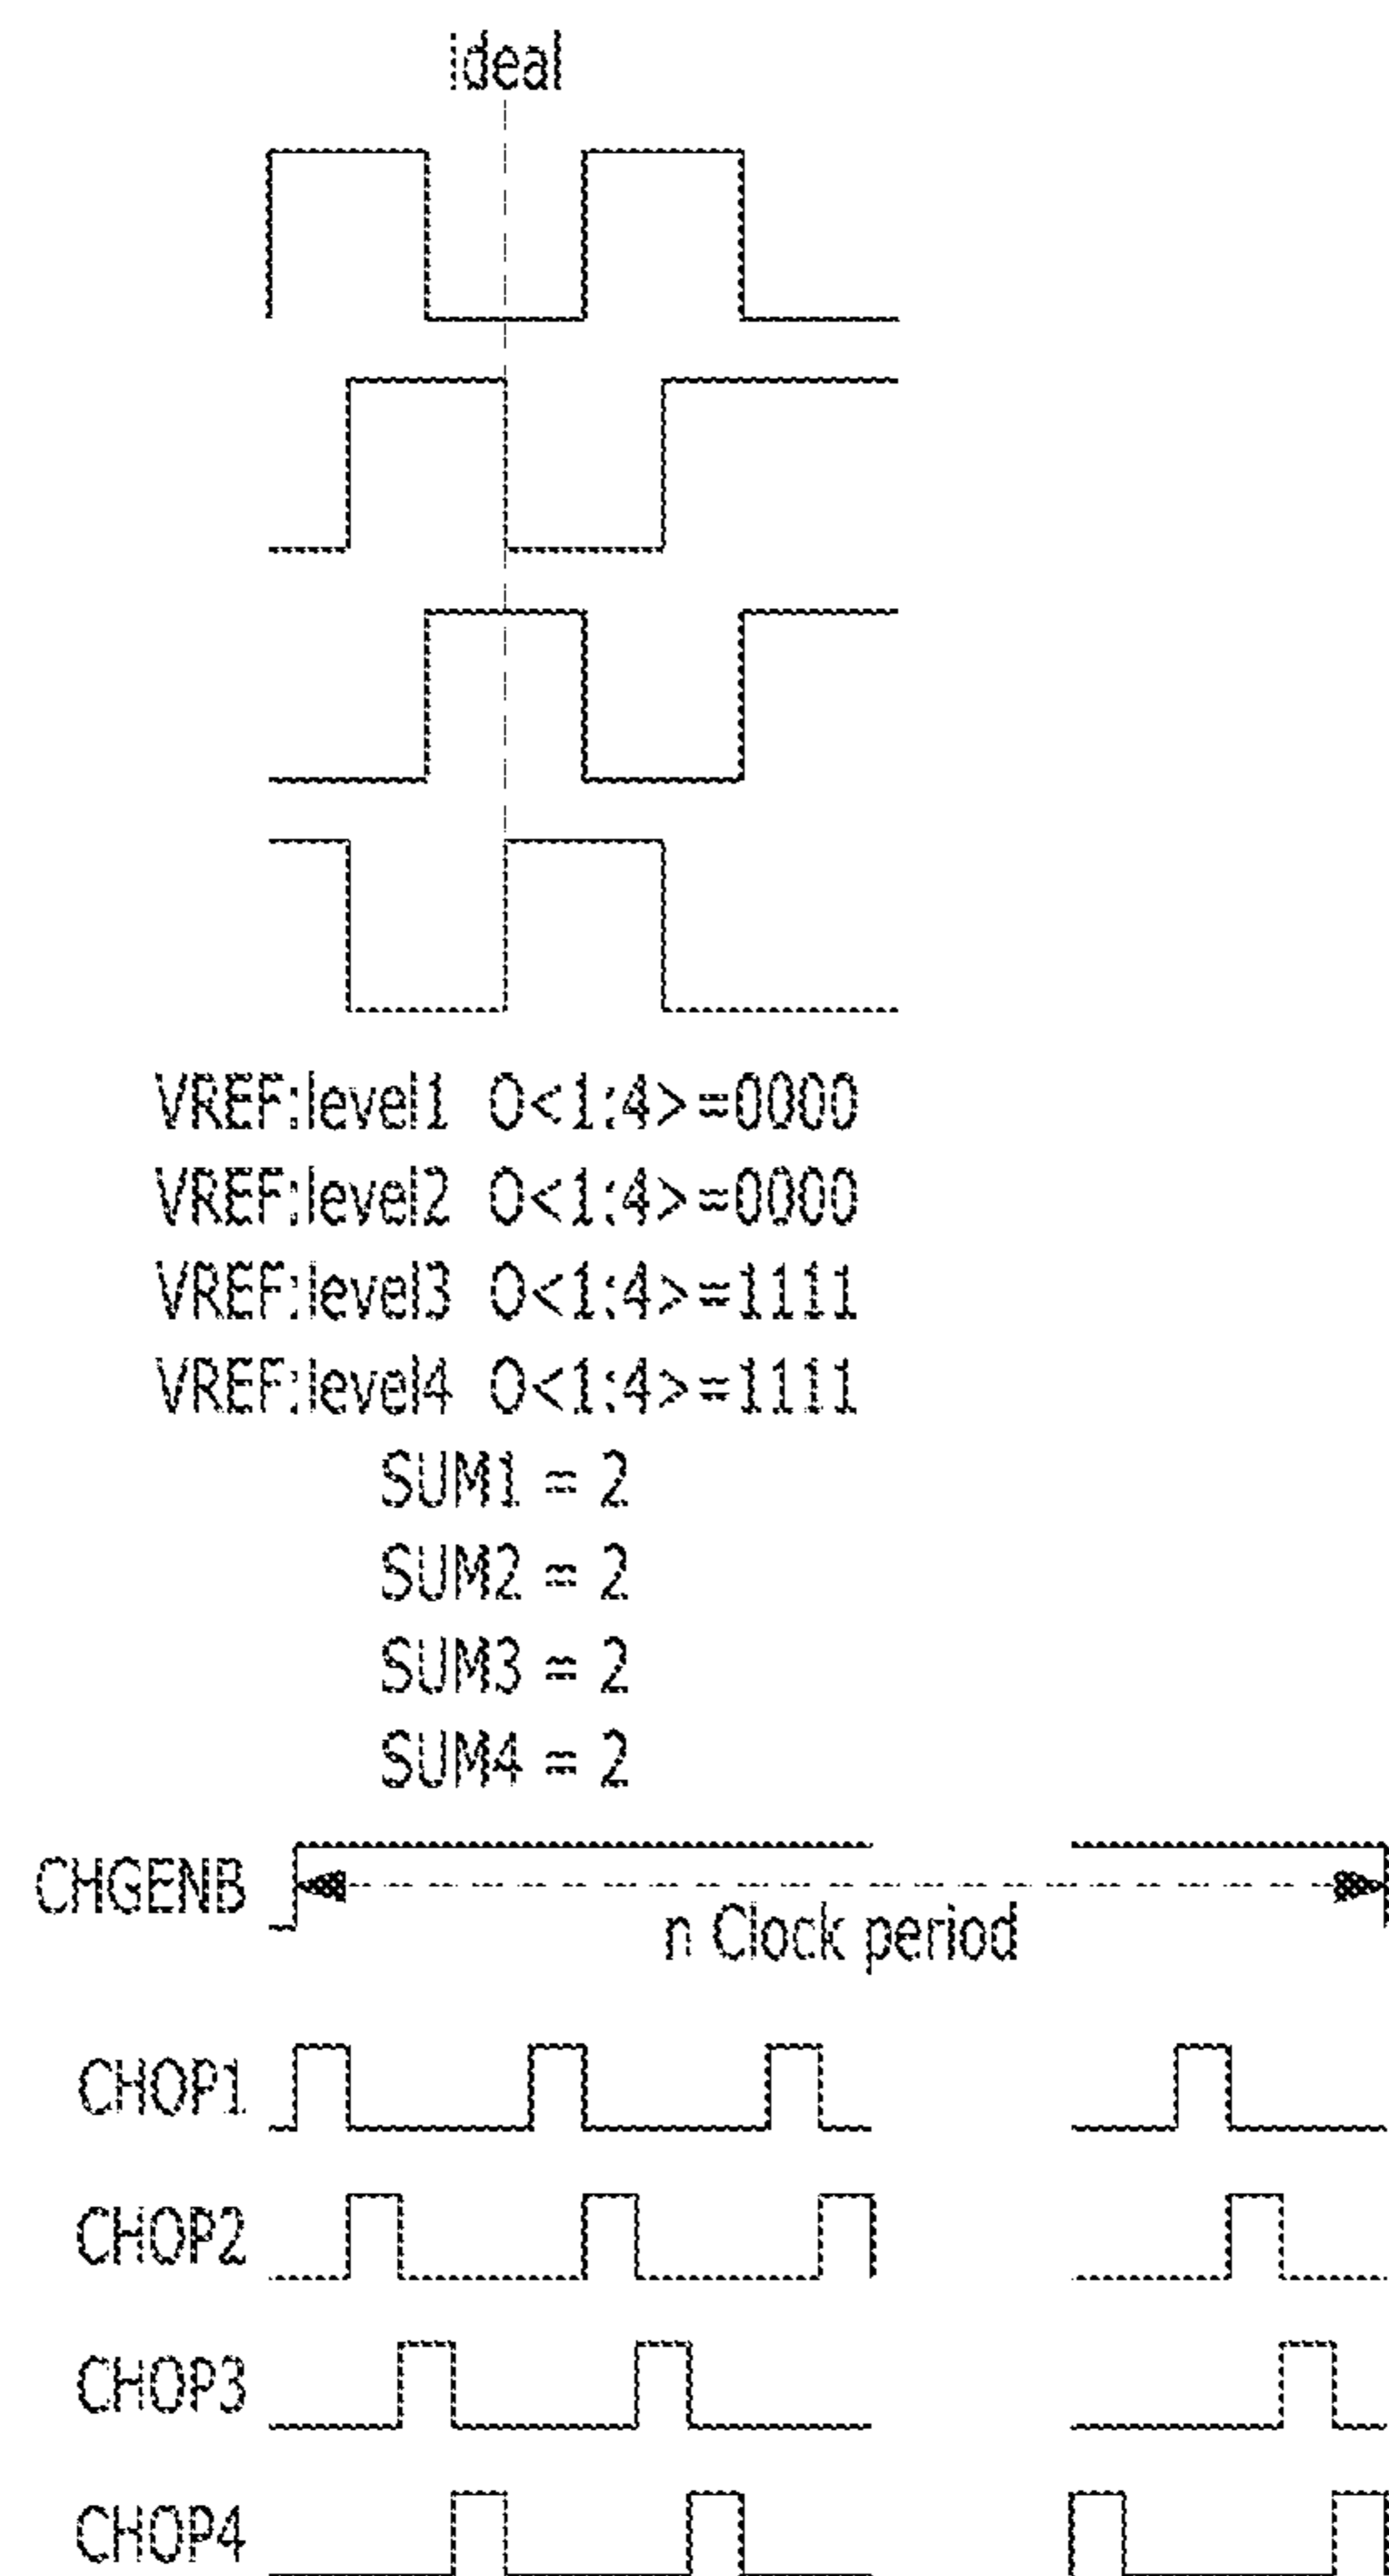 ideal
VREF:level1 O<1:4>=0000
VREF:level2 O<1:4>=0000
VREF:level3 O<1:4>=1111
VREF:level4 O<1:4>=1111
SUM1 = 2
SUM2 = 2
SUM3 = 2
SUM4 = 2
CHGENB
n Clock period
CHOP1
CHOP2
CHOP3
CHOP4